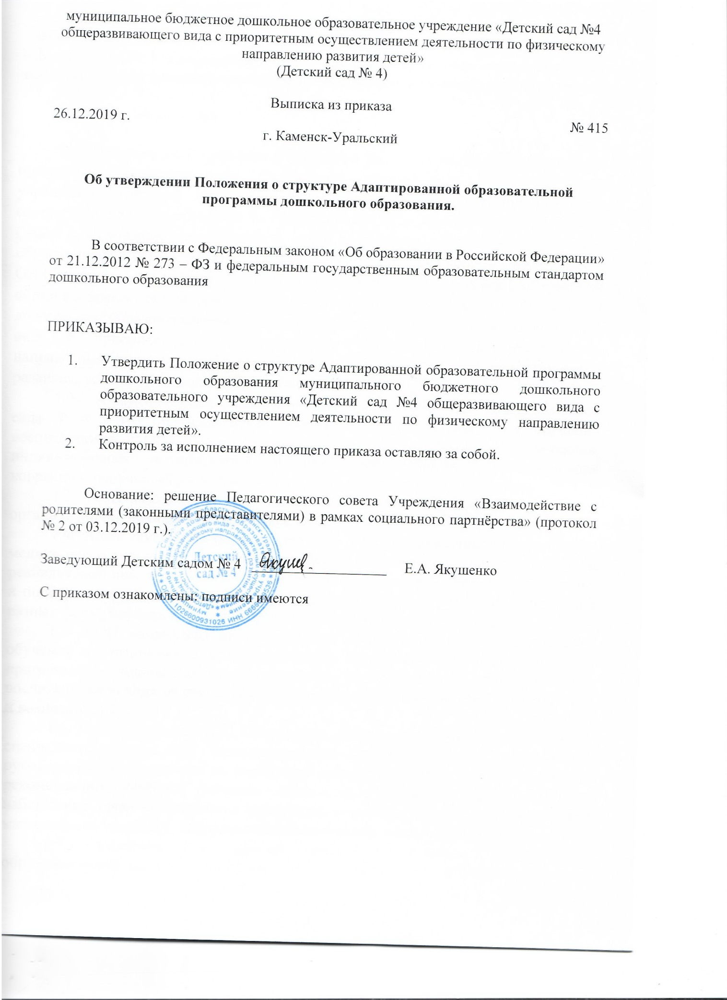 муниципальное бюджетное дошкольное образовательное учреждение «Детский сад №4
общеразвивающего вида с приоритетным осуществлением деятельности по физическому
направлению развития детей»
(Детский сад № 4)
Выписка из приказа
26.12.2019 г.
№ 415
г. Каменск-Уральский
Об утверждении Положения о структуре Адаптированной образовательной
программы дошкольного образования.
В соответствии с Федеральным законом «Об образовании в Российской Федерации»
от 21.12.2012 № 273 – ФЗ и федеральным государственным образовательным стандартом
дошкольного образования
ПРИКАЗЫВАЮ:
1. Утвердить Положение о структуре Адаптированной образовательной программы
дошкольного образования муниципального бюджетного дошкольного
образовательного учреждения «Детский сад №4 общеразвивающего вида с
приоритетным осуществлением деятельности по физическому направлению
развития детей».
2. Контроль за исполнением настоящего приказа оставляю за собой.
Основание: решение Педагогического совета Учреждения «Взаимодействие с
родителями (законными представителями) в рамках социального партнёрства» (протокол
№ 2 от 03.12.2019 г.).
Заведующий Детским садом № 4 Е.А. Якушенко
С приказом ознакомлены: подписи имеются
Детский
сад № 4
1026600931026 ИНН